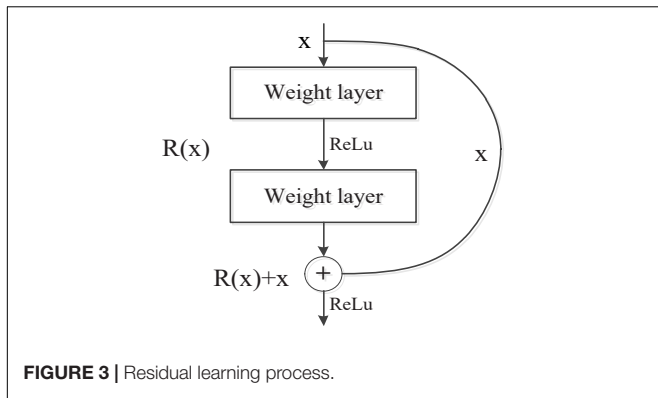 x
Weight layer
ReLu
R(x)
x
Weight layer
R(x)+x
+
ReLu
FIGURE 3 | Residual learning process.